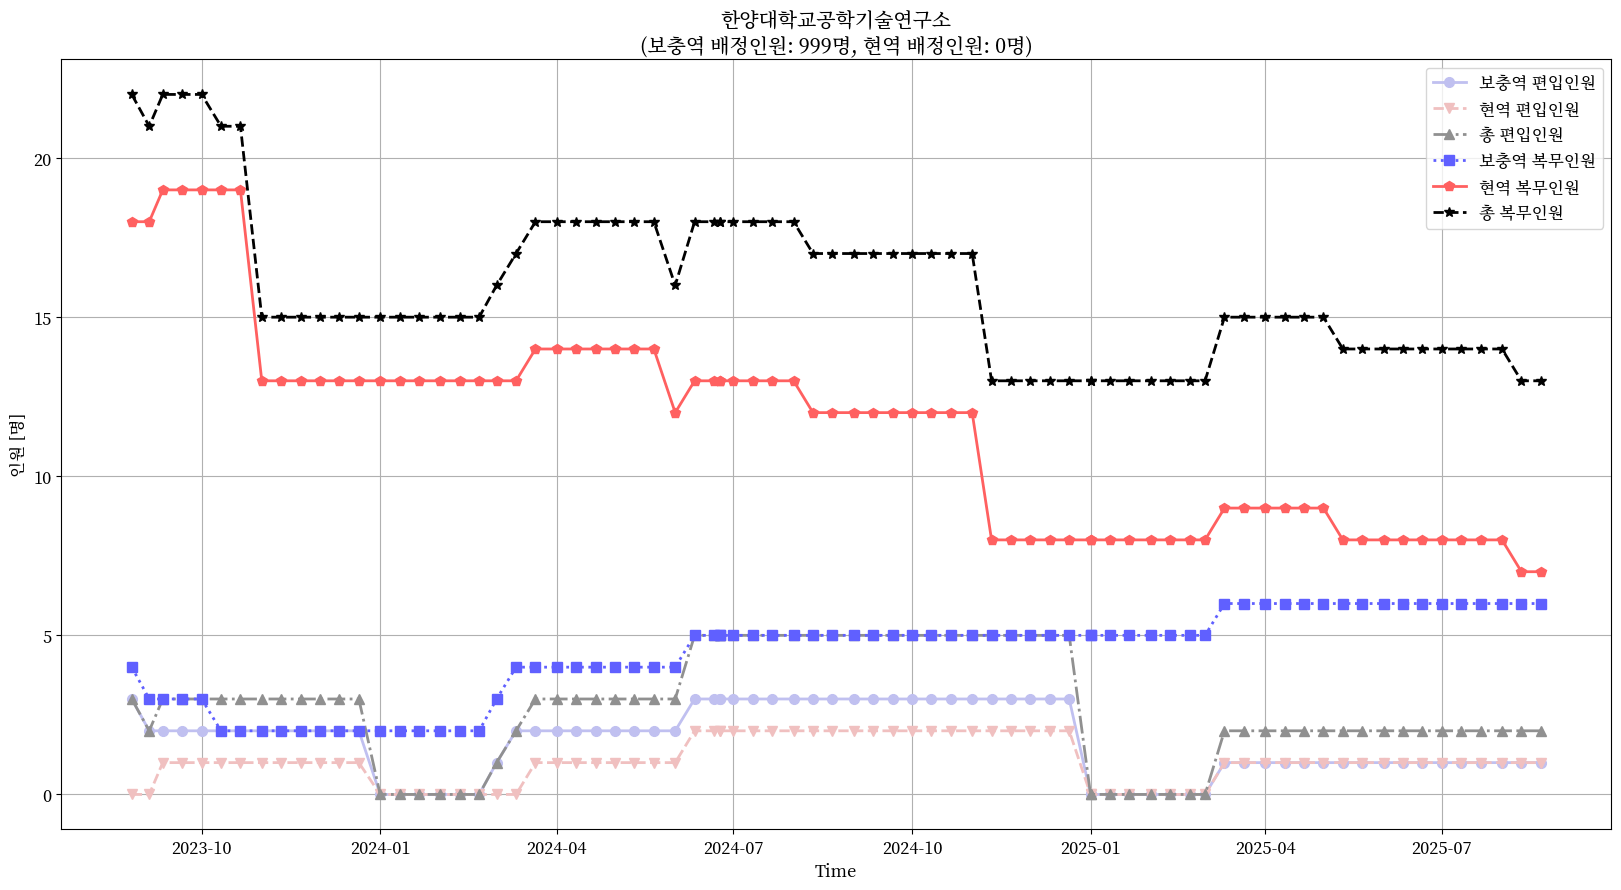 한양대학교공학기술연구소
(보충역 배정인원: 999명, 현역 배정인원: 0명)
보충역 편입인원
현역 편입인원
총 편입인원
보충역 복무인원
현역 복무인원
총 복무인원
인원 [명]
20
15
10
5
0
2023-10
2024-01
2024-04
2024-07
2024-10
2025-01
2025-04
2025-07
Time